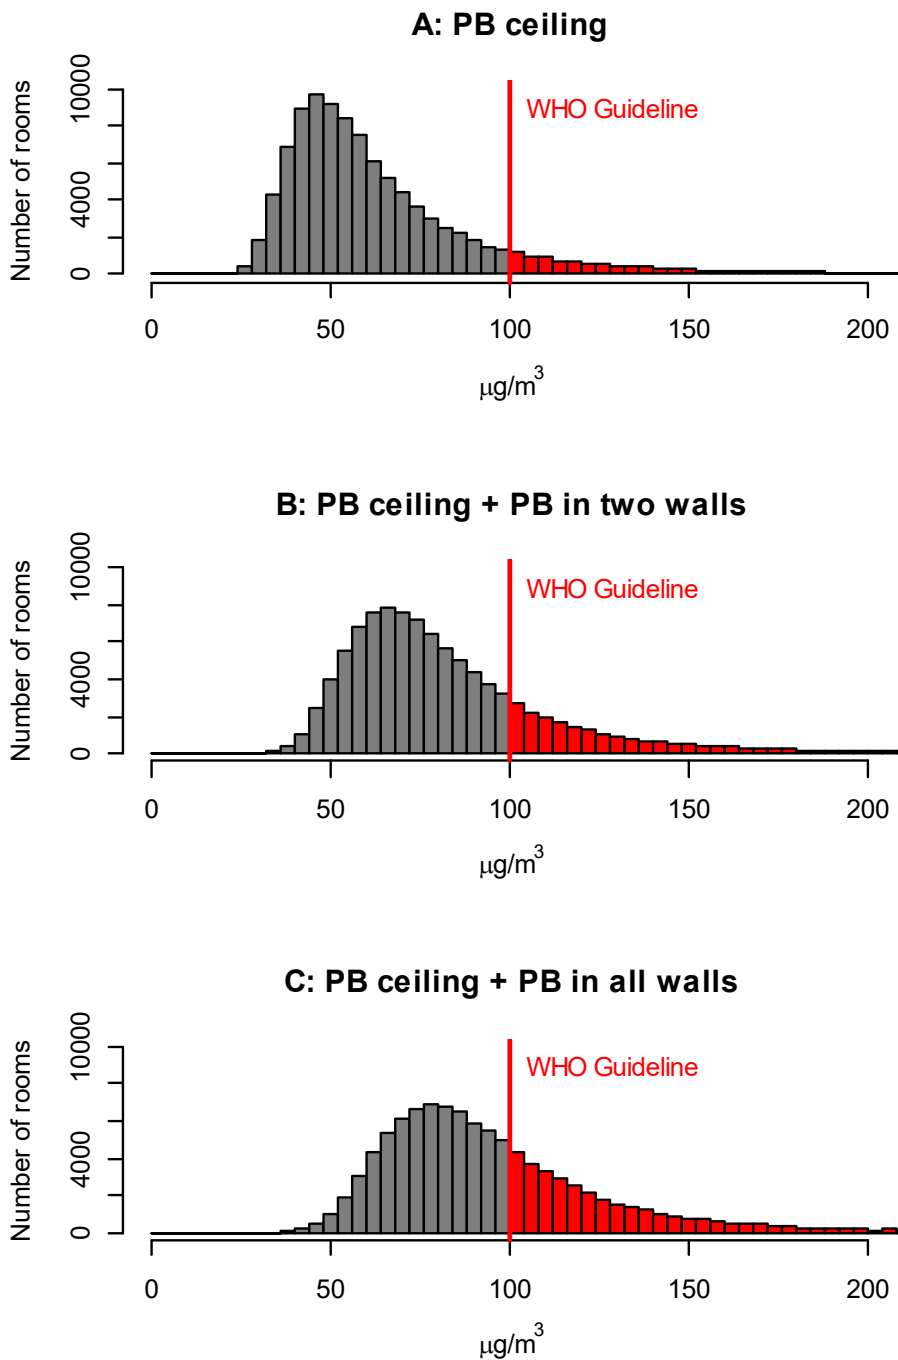 A: PB ceiling
Number of rooms
10000
4000
0
WHO Guideline
0 50 100 150 200
μg/m³
B: PB ceiling + PB in two walls
Number of rooms
10000
4000
0
WHO Guideline
0 50 100 150 200
μg/m³
C: PB ceiling + PB in all walls
Number of rooms
10000
4000
0
WHO Guideline
0 50 100 150 200
μg/m³